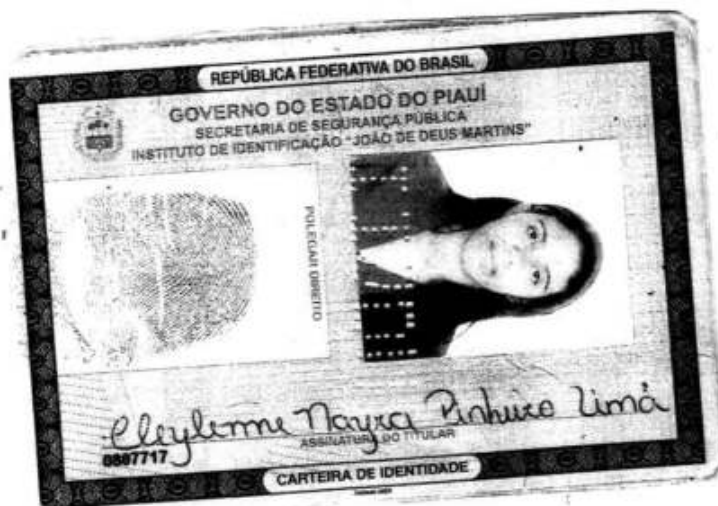 REPÚBLICA FEDERATIVA DO BRASIL
GOVERNO DO ESTADO DO PIAUÍ
SECRETARIA DE SEGURANÇA PÚBLICA
INSTITUTO DE IDENTIFICAÇÃO "JOÃO DE DEUS MARTINS"
POLEGAR DIREITO
Cleylenne Nayra Pinheiro Lima
ASSINATURA DO TITULAR
0887717
CARTEIRA DE IDENTIDADE